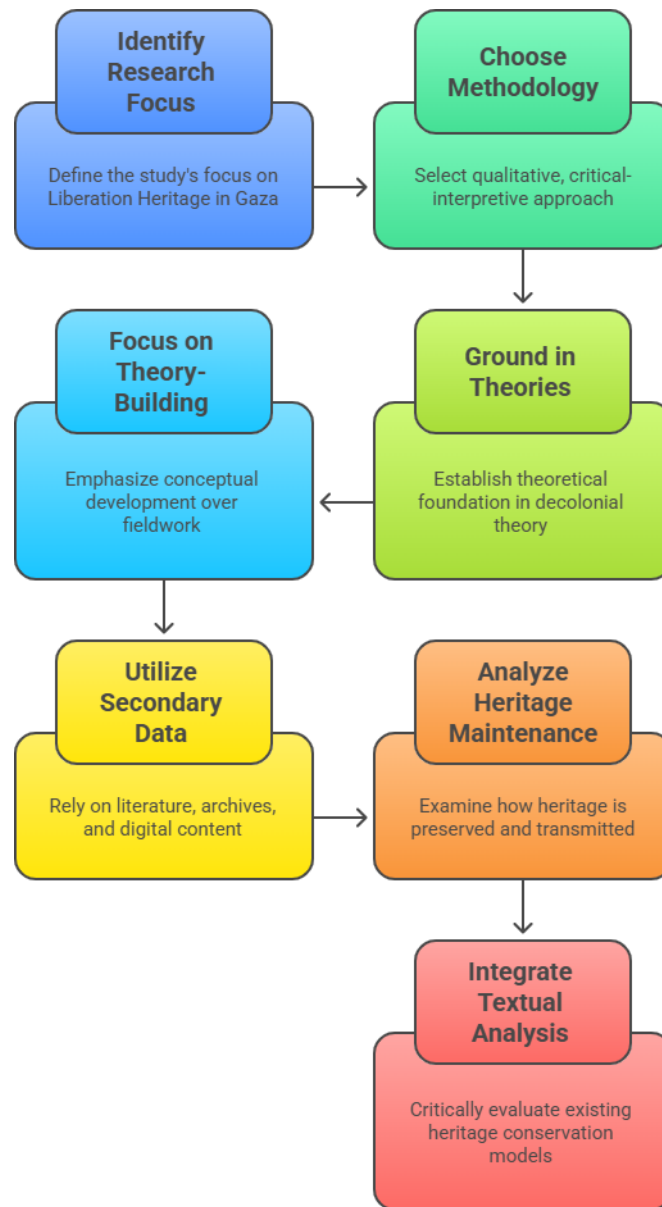 Identify
Research
Focus
Define the study's focus on
Liberation Heritage in Gaza
Choose
Methodology
Select qualitative, critical-
interpretive approach
Ground in
Theories
Establish theoretical
foundation in decolonial
theory
Focus on
Theory-
Building
Emphasize conceptual
development over
fieldwork
Utilize
Secondary
Data
Rely on literature, archives,
and digital content
Analyze
Heritage
Maintenance
Examine how heritage is
preserved and transmitted
Integrate
Textual
Analysis
Critically evaluate existing
heritage conservation
models